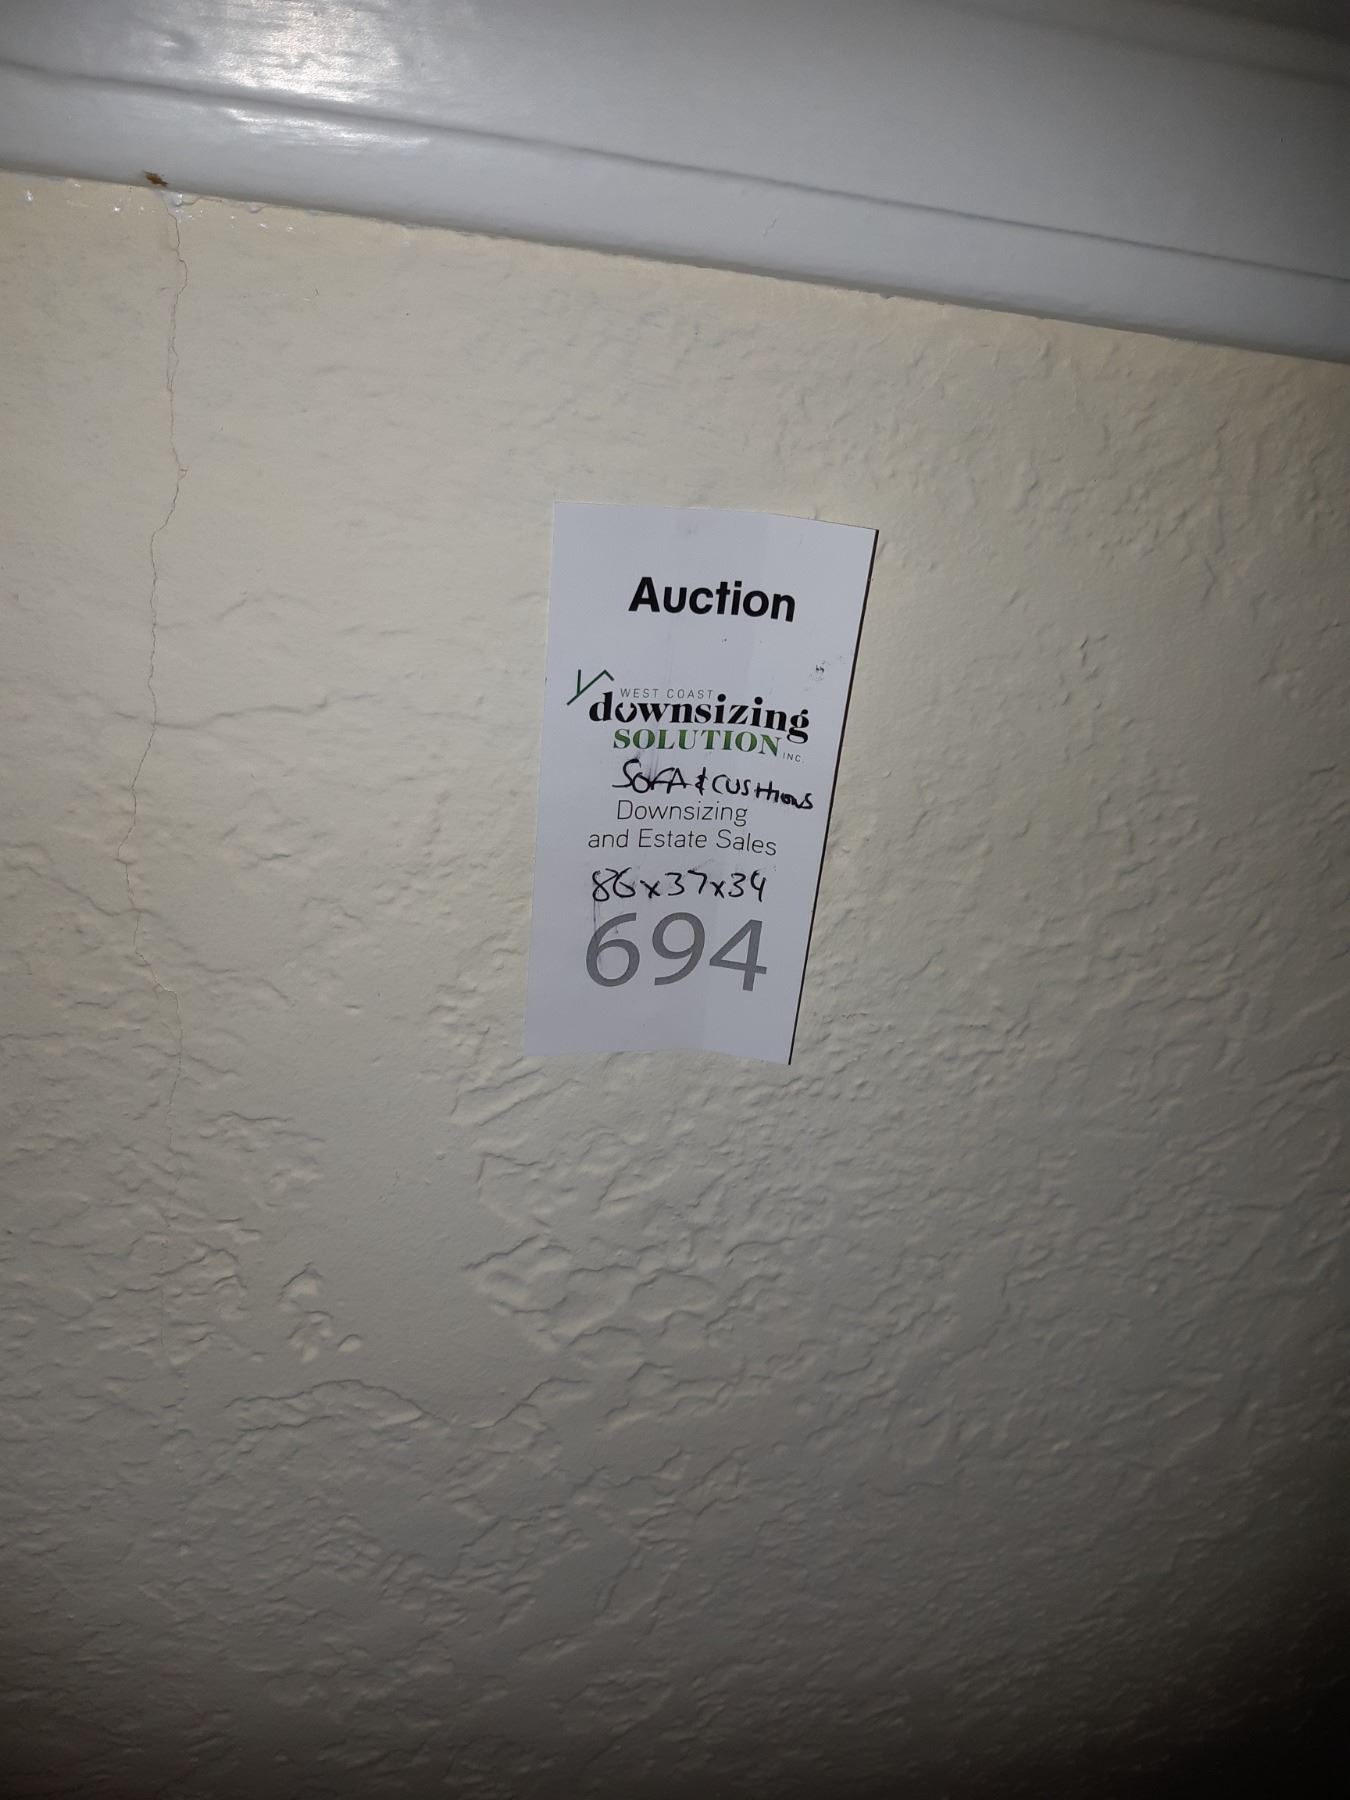 Auction
WEST COAST
downsizing
SOLUTION INC.
SOFA & CUSHIONS
Downsizing
and Estate Sales
86x37x34
694